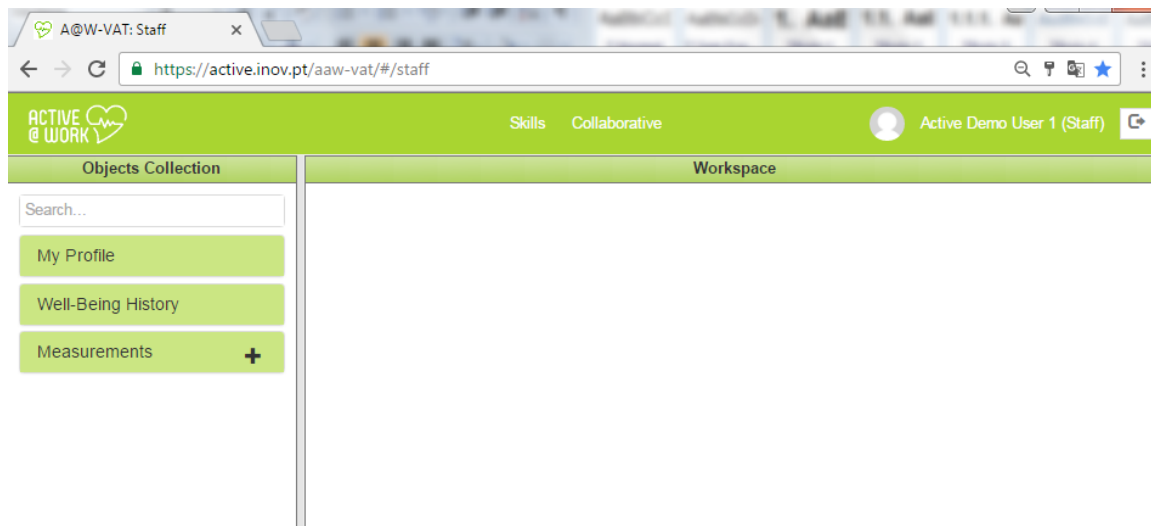 A@W-VAT: Staff
https://active.inov.pt/aaw-vat/#/staff
ACTIVE
@ WORK
Skills Collaborative Active Demo User 1 (Staff)
Objects Collection
Workspace
Search...
My Profile
Well-Being History
Measurements